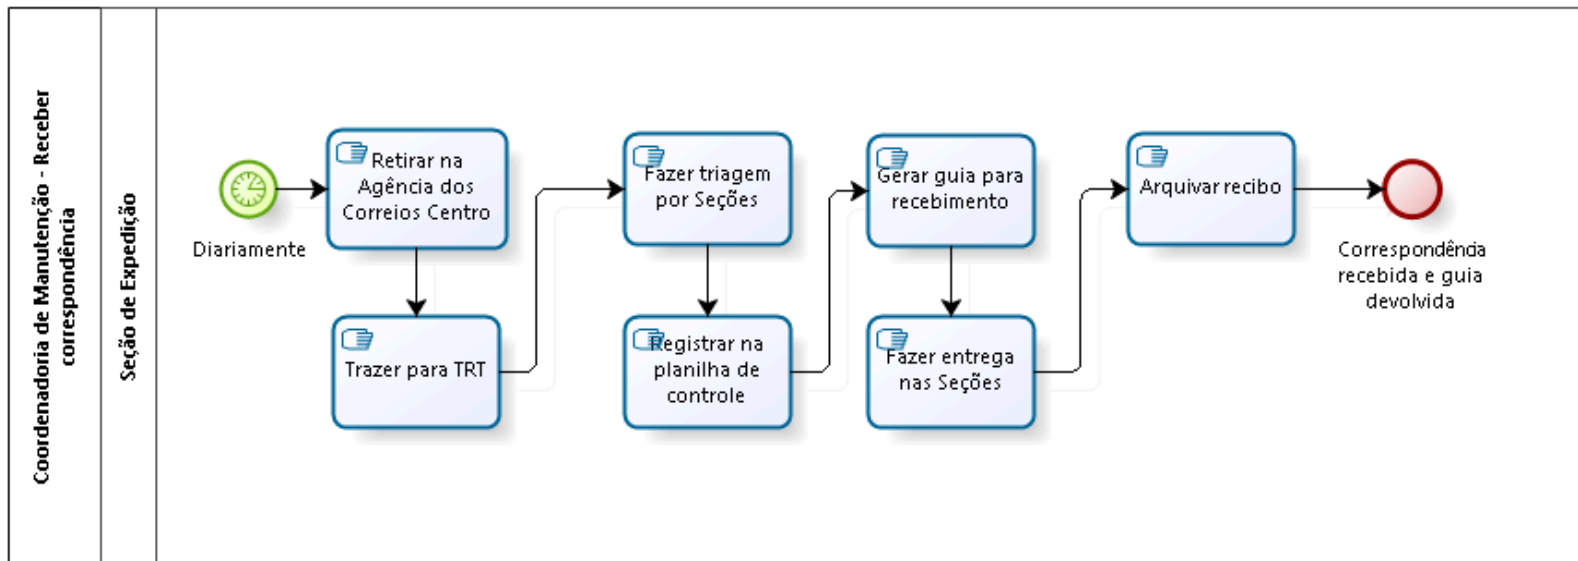 Coordenadoria de Manutenção - Receber
correspondência
Seção de Expedição
Diariamente
Retirar na
Agência dos
Correios Centro
Trazer para TRT
Fazer triagem
por Seções
Registrar na
planilha de
controle
Gerar guia para
recebimento
Fazer entrega
nas Seções
Arquivar recibo
Correspondência
recebida e guia
devolvida